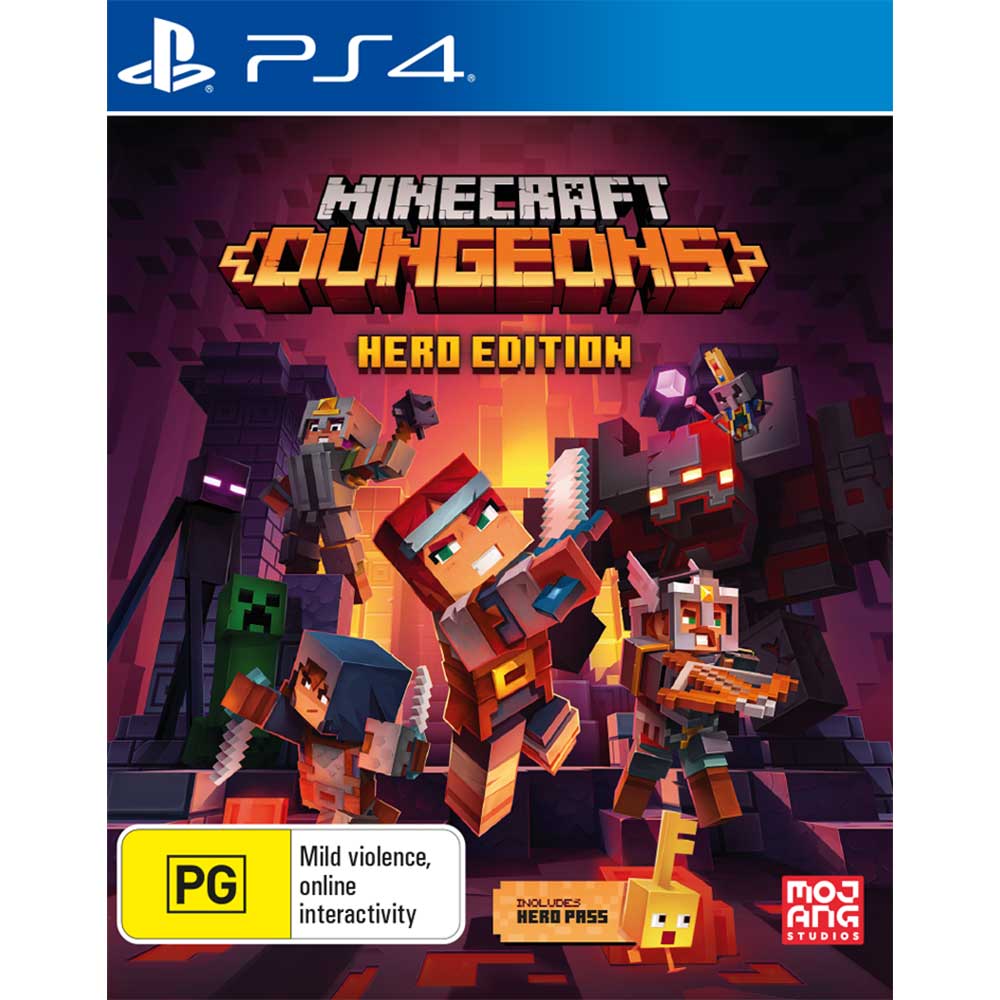 PS4
MINECRAFT
DUNGEONS
HERO EDITION
PG
Mild violence,
online
interactivity
INCLUDES
HERO PASS
MOJ
ANG
STUDIOS